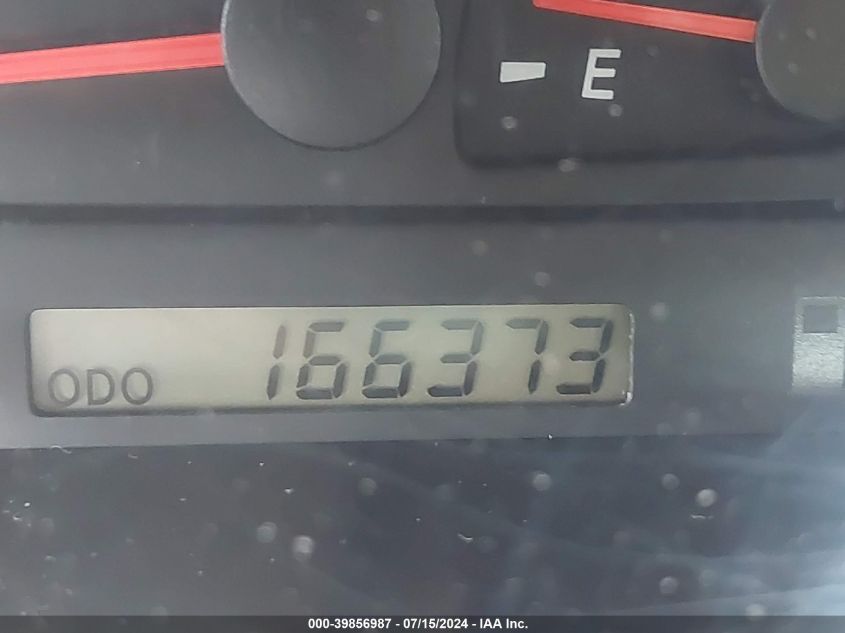 E
ODO 166373
000-39856987 - 07/15/2024 - IAA Inc.